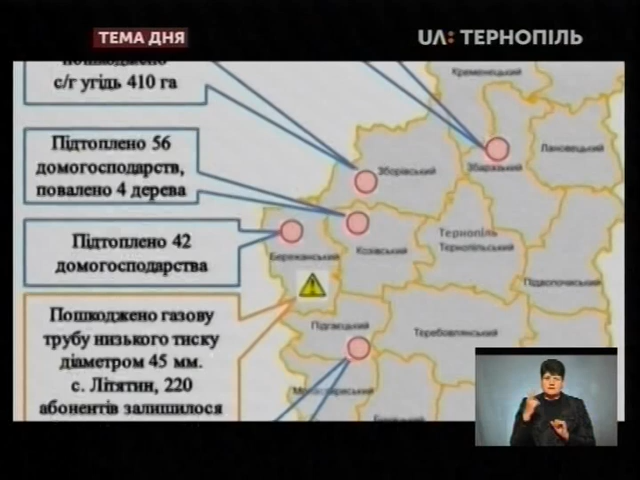 ТЕМА ДНЯ
UA: ТЕРНОПІЛЬ
пошкоджено
с/г угідь 410 га
Підтоплено 56
домогосподарств,
повалено 4 дерева
Підтоплено 42
домогосподарства
Пошкоджено газову
трубу низького тиску
діаметром 45 мм.
с. Літятин, 220
абонентів залишилося
Кременецький
Зборівський
Збаразький
Лановецький
Бережанський
Козівський
Тернопіль
Тернопільський
Підволочиський
Підгаєцький
Теребовлянський
Монастириський